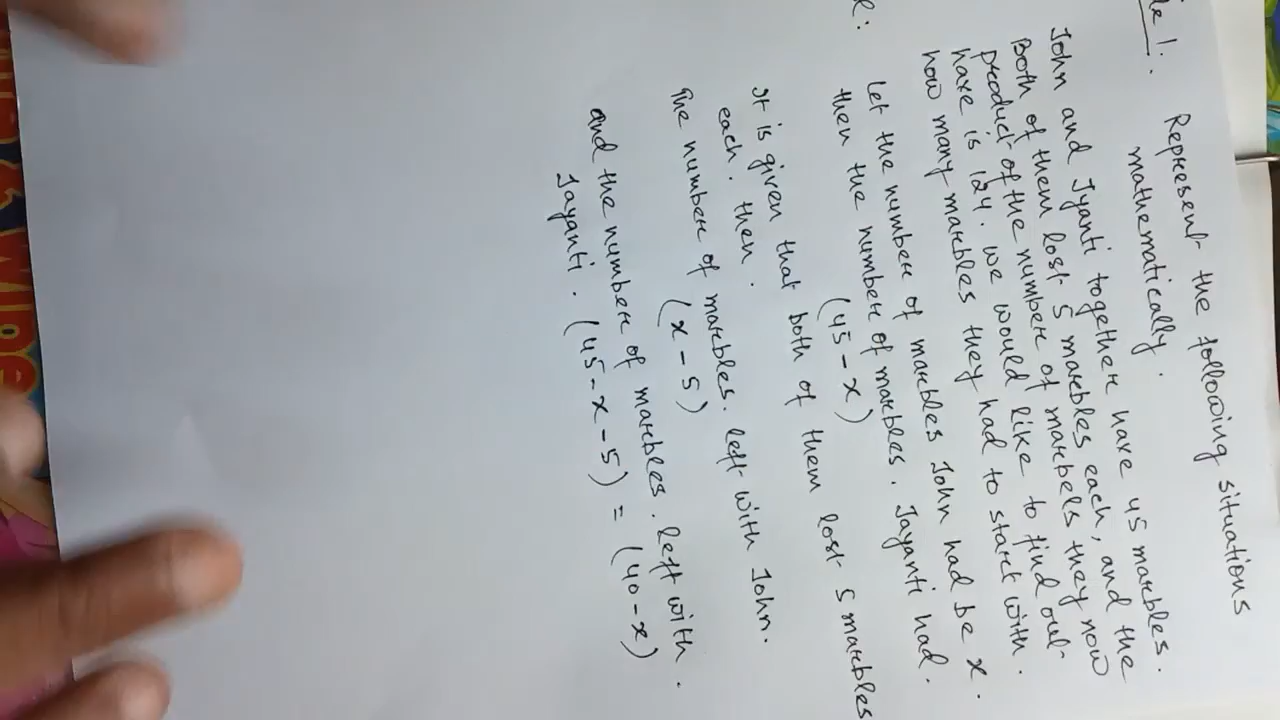 le 1.
Represent the following situations
mathematically.
John and Jyanti together have 45 marbles.
Both of them lost 5 marbles each, and the
product of the number of marbels they now
have is 124. we would like to find out
how many marbles they had to start with.
Let the number of marbles John had be x.
then the number of marbles. Jayanti had.
(45 - x)
It is given that both of them lost 5 marbles
each. then.
The number of marbles. left with John.
(x - 5)
and the number of marbles. left with.
Jayanti. (45 - x - 5) = (40 - x)